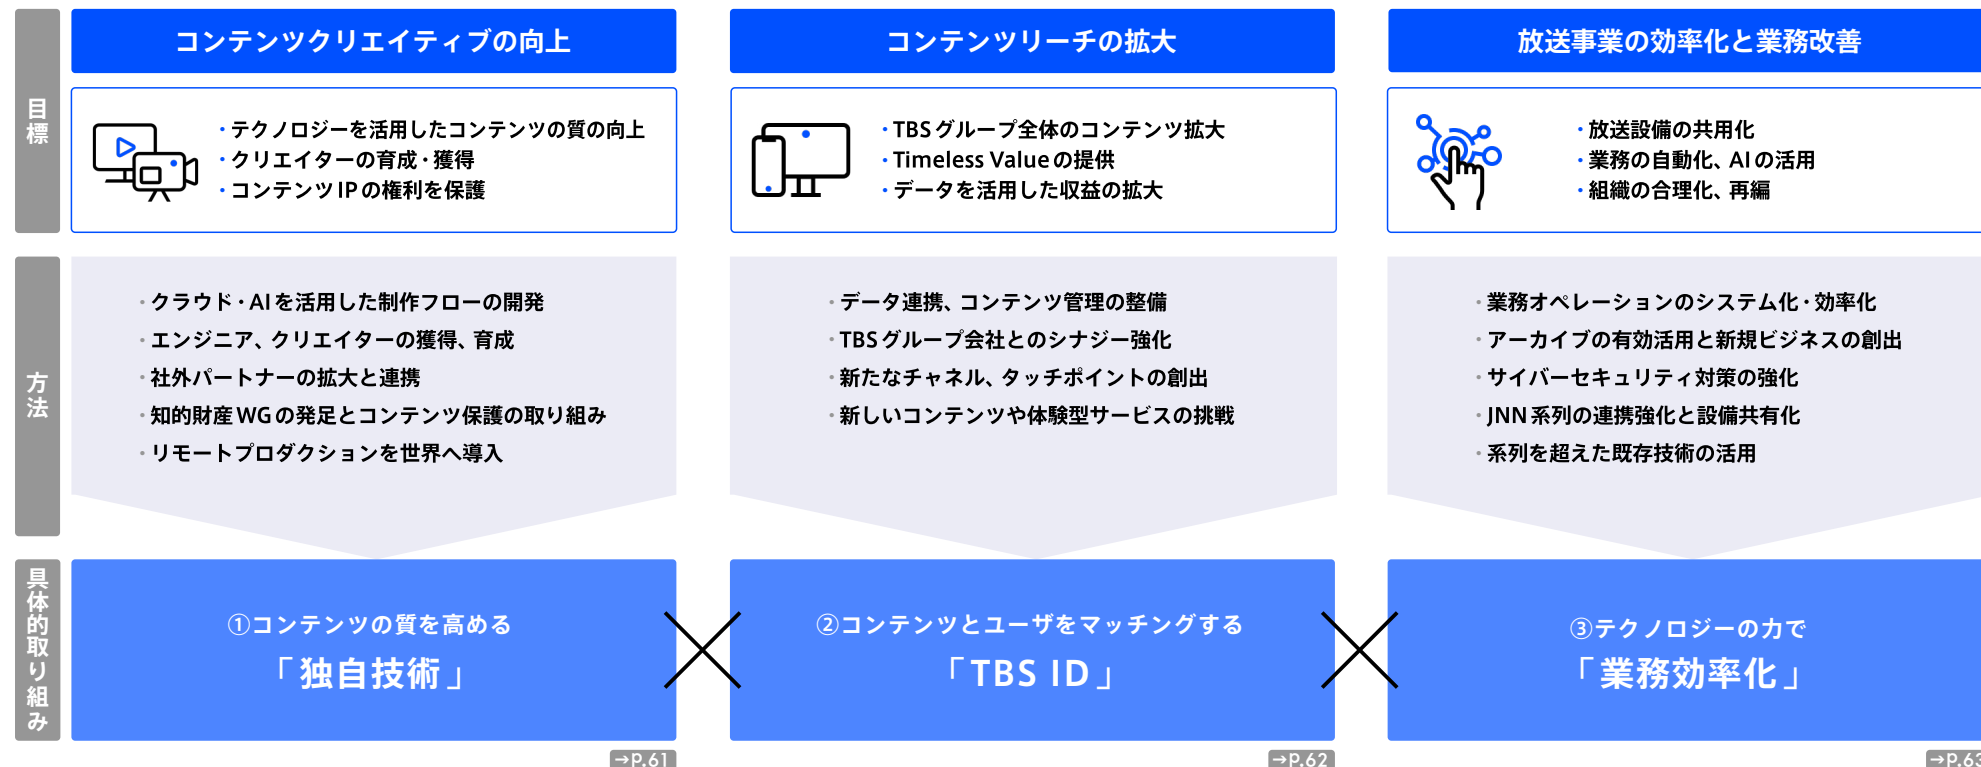 目標
コンテンツクリエイティブの向上
・テクノロジーを活用したコンテンツの質の向上
・クリエイターの育成・獲得
・コンテンツIPの権利を保護
コンテンツリーチの拡大
・TBSグループ全体のコンテンツ拡大
・Timeless Valueの提供
・データを活用した収益の拡大
放送事業の効率化と業務改善
・放送設備の共用化
・業務の自動化、AIの活用
・組織の合理化、再編
方法
・クラウド・AIを活用した制作フローの開発
・エンジニア、クリエイターの獲得、育成
・社外パートナーの拡大と連携
・知的財産WGの発足とコンテンツ保護の取り組み
・リモートプロダクションを世界へ導入
・データ連携、コンテンツ管理の整備
・TBSグループ会社とのシナジー強化
・新たなチャネル、タッチポイントの創出
・新しいコンテンツや体験型サービスの挑戦
・業務オペレーションのシステム化・効率化
・アーカイブの有効活用と新規ビジネスの創出
・サイバーセキュリティ対策の強化
・JNN系列の連携強化と設備共有化
・系列を超えた既存技術の活用
具体的取り組み
①コンテンツの質を高める
「独自技術」
→p.61
②コンテンツとユーザをマッチングする
「TBS ID」
→p.62
③テクノロジーの力で
「業務効率化」
→p.63